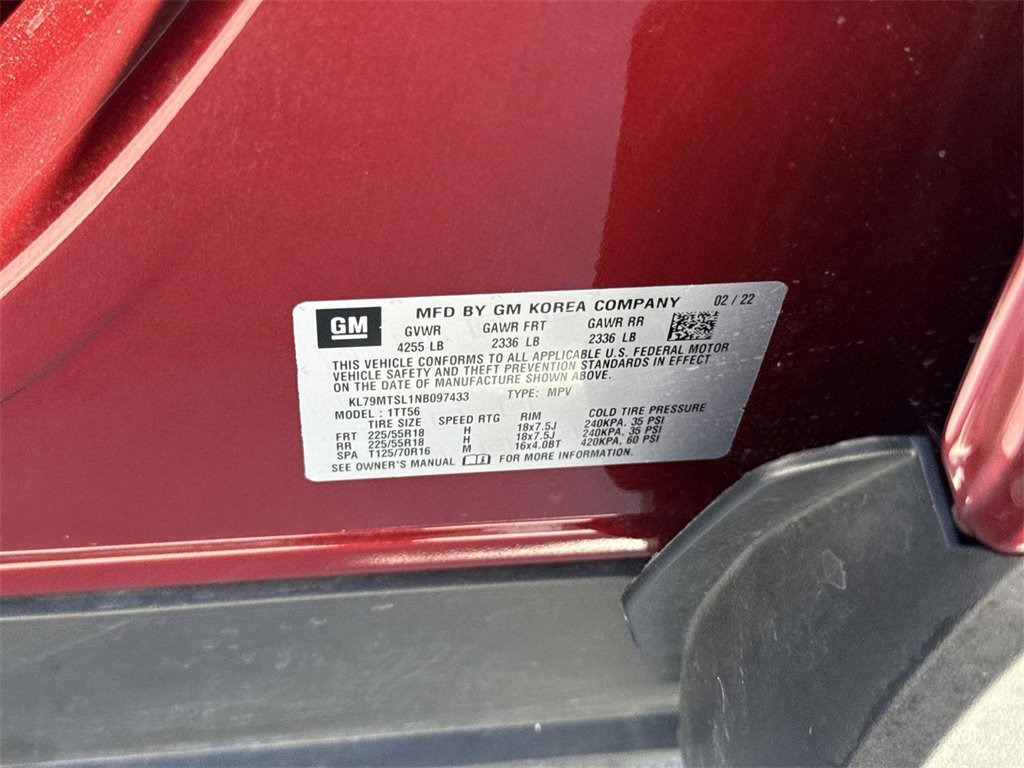 GM MFD BY GM KOREA COMPANY 02 / 22
GVWR GAWR FRT GAWR RR
4255 LB 2336 LB 2336 LB
THIS VEHICLE CONFORMS TO ALL APPLICABLE U.S. FEDERAL MOTOR
VEHICLE SAFETY AND THEFT PREVENTION STANDARDS IN EFFECT
ON THE DATE OF MANUFACTURE SHOWN ABOVE.
KL79MTSL1NB097433 TYPE: MPV
MODEL : 1TT56
TIRE SIZE SPEED RTG RIM COLD TIRE PRESSURE
FRT 225/55R18 H 18x7.5J 240KPA, 35 PSI
RR 225/55R18 H 18x7.5J 240KPA, 35 PSI
SPA T125/70R16 M 16x4.0BT 420KPA, 60 PSI
SEE OWNER'S MANUAL FOR MORE INFORMATION.